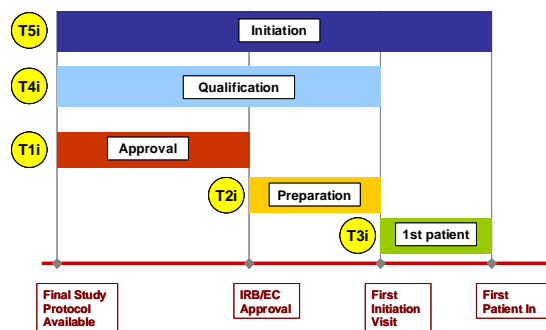 T5i
Initiation
T4i
Qualification
T1i
Approval
T2i
Preparation
T3i
1st patient
Final Study
Protocol
Available
IRB/EC
Approval
First
Initiation
Visit
First
Patient In